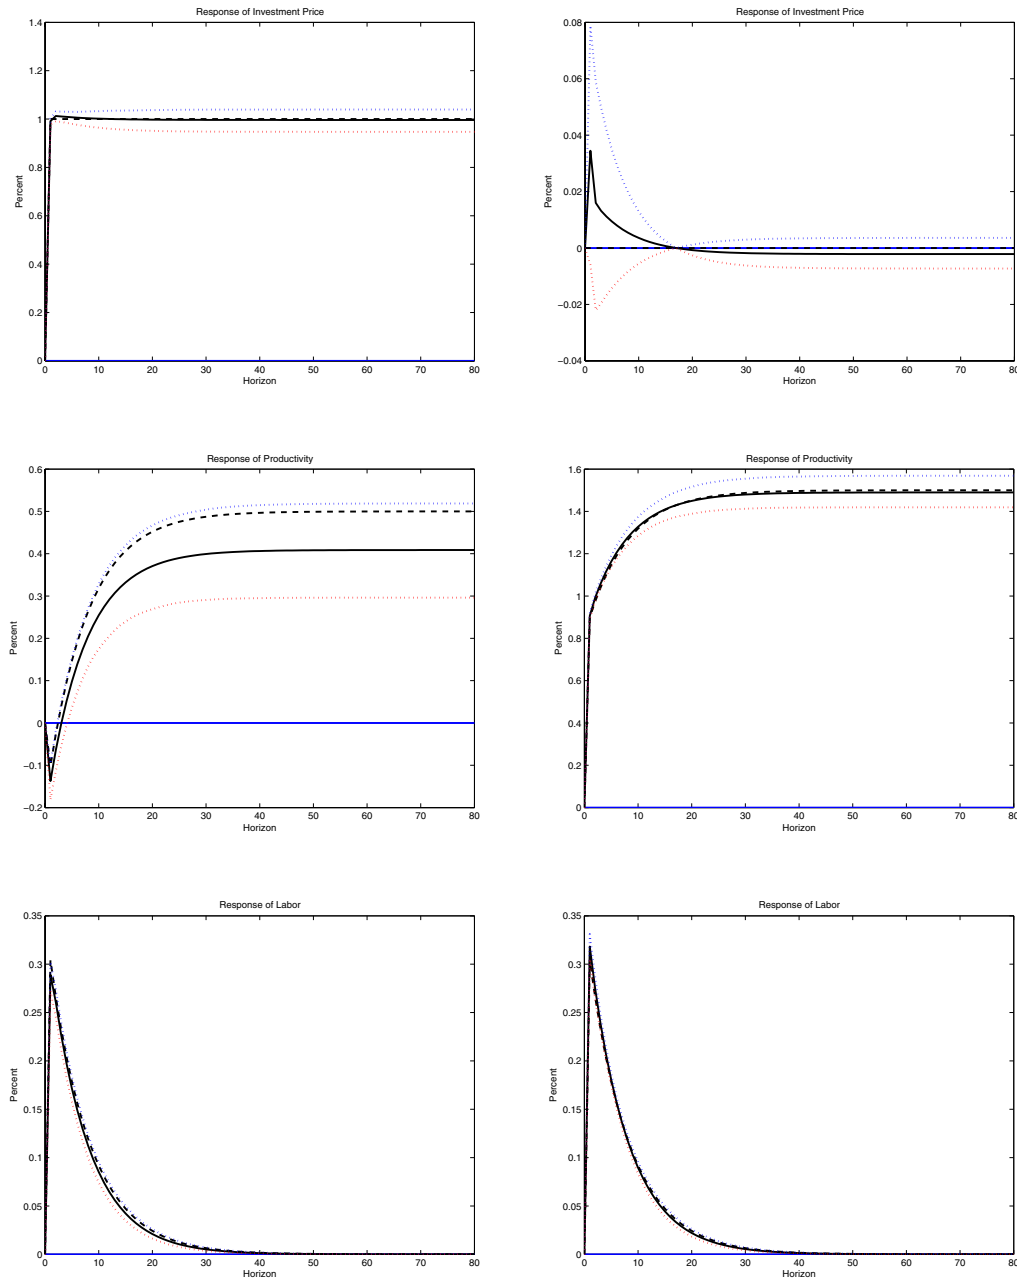 Response of Investment Price
1.4
1.2
1
0.8
0.6
0.4
0.2
0
Percent
0 10 20 30 40 50 60 70 80
Horizon
Response of Investment Price
0.08
0.06
0.04
0.02
0
−0.02
−0.04
Percent
0 10 20 30 40 50 60 70 80
Horizon
Response of Productivity
0.6
0.5
0.4
0.3
0.2
0.1
0
−0.1
−0.2
Percent
0 10 20 30 40 50 60 70 80
Horizon
Response of Productivity
1.6
1.4
1.2
1
0.8
0.6
0.4
0.2
0
Percent
0 10 20 30 40 50 60 70 80
Horizon
Response of Labor
0.35
0.3
0.25
0.2
0.15
0.1
0.05
0
Percent
0 10 20 30 40 50 60 70 80
Horizon
Response of Labor
0.35
0.3
0.25
0.2
0.15
0.1
0.05
0
Percent
0 10 20 30 40 50 60 70 80
Horizon